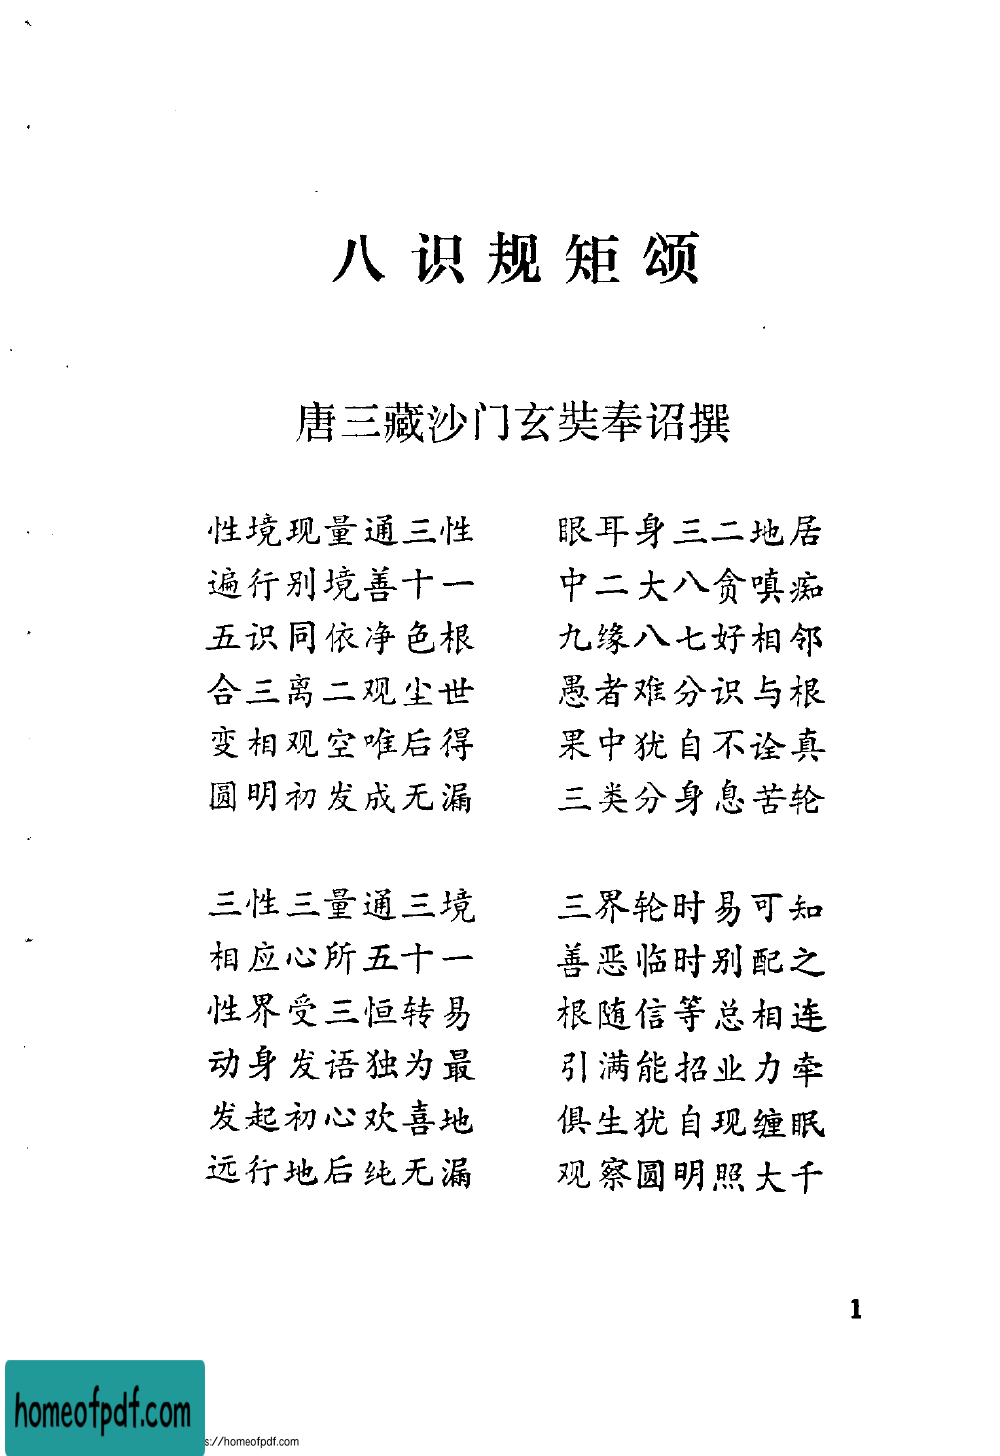 八识规矩颂
唐三藏沙门玄奘奉诏撰
性境现量通三性 眼耳身三二地居
遍行别境善十一 中二大八贪嗔痴
五识同依净色根 九缘八七好相邻
合三离二观尘世 愚者难分识与根
变相观空唯后得 果中犹自不诠真
圆明初发成无漏 三类分身息苦轮
三性三量通三境 三界轮时易可知
相应心所五十一 善恶临时别配之
性界受三恒转易 根随信等总相连
动身发语独为最 引满能招业力牵
发起初心欢喜地 俱生犹自现缠眠
远行地后纯无漏 观察圆明照大千
1
homeofpdf.com
s://homeofpdf.com